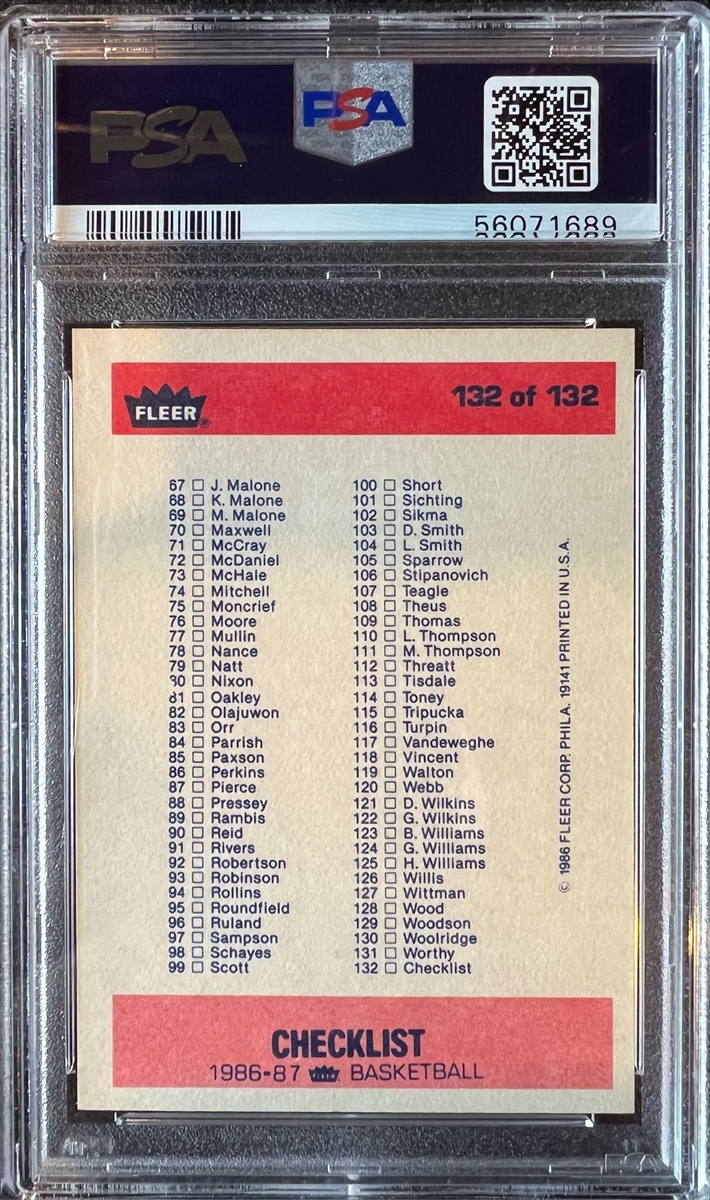 PSA
PSA
56071689
FLEER®
132 of 132
67 □ J. Malone
68 □ K. Malone
69 □ M. Malone
70 □ Maxwell
71 □ McCray
72 □ McDaniel
73 □ McHale
74 □ Mitchell
75 □ Moncrief
76 □ Moore
77 □ Mullin
78 □ Nance
79 □ Natt
80 □ Nixon
81 □ Oakley
82 □ Olajuwon
83 □ Orr
84 □ Parrish
85 □ Paxson
86 □ Perkins
87 □ Pierce
88 □ Pressey
89 □ Rambis
90 □ Reid
91 □ Rivers
92 □ Robertson
93 □ Robinson
94 □ Rollins
95 □ Roundfield
96 □ Ruland
97 □ Sampson
98 □ Schayes
99 □ Scott
100 □ Short
101 □ Sichting
102 □ Sikma
103 □ D. Smith
104 □ L. Smith
105 □ Sparrow
106 □ Stipanovich
107 □ Teagle
108 □ Theus
109 □ Thomas
110 □ L. Thompson
111 □ M. Thompson
112 □ Threatt
113 □ Tisdale
114 □ Toney
115 □ Tripucka
116 □ Turpin
117 □ Vandeweghe
118 □ Vincent
119 □ Walton
120 □ Webb
121 □ D. Wilkins
122 □ G. Wilkins
123 □ B. Williams
124 □ G. Williams
125 □ H. Williams
126 □ Willis
127 □ Wittman
128 □ Wood
129 □ Woodson
130 □ Woolridge
131 □ Worthy
132 □ Checklist
© 1986 FLEER CORP. PHILA. 19141 PRINTED IN U.S.A.
CHECKLIST
1986-87 FLEER BASKETBALL
PSA